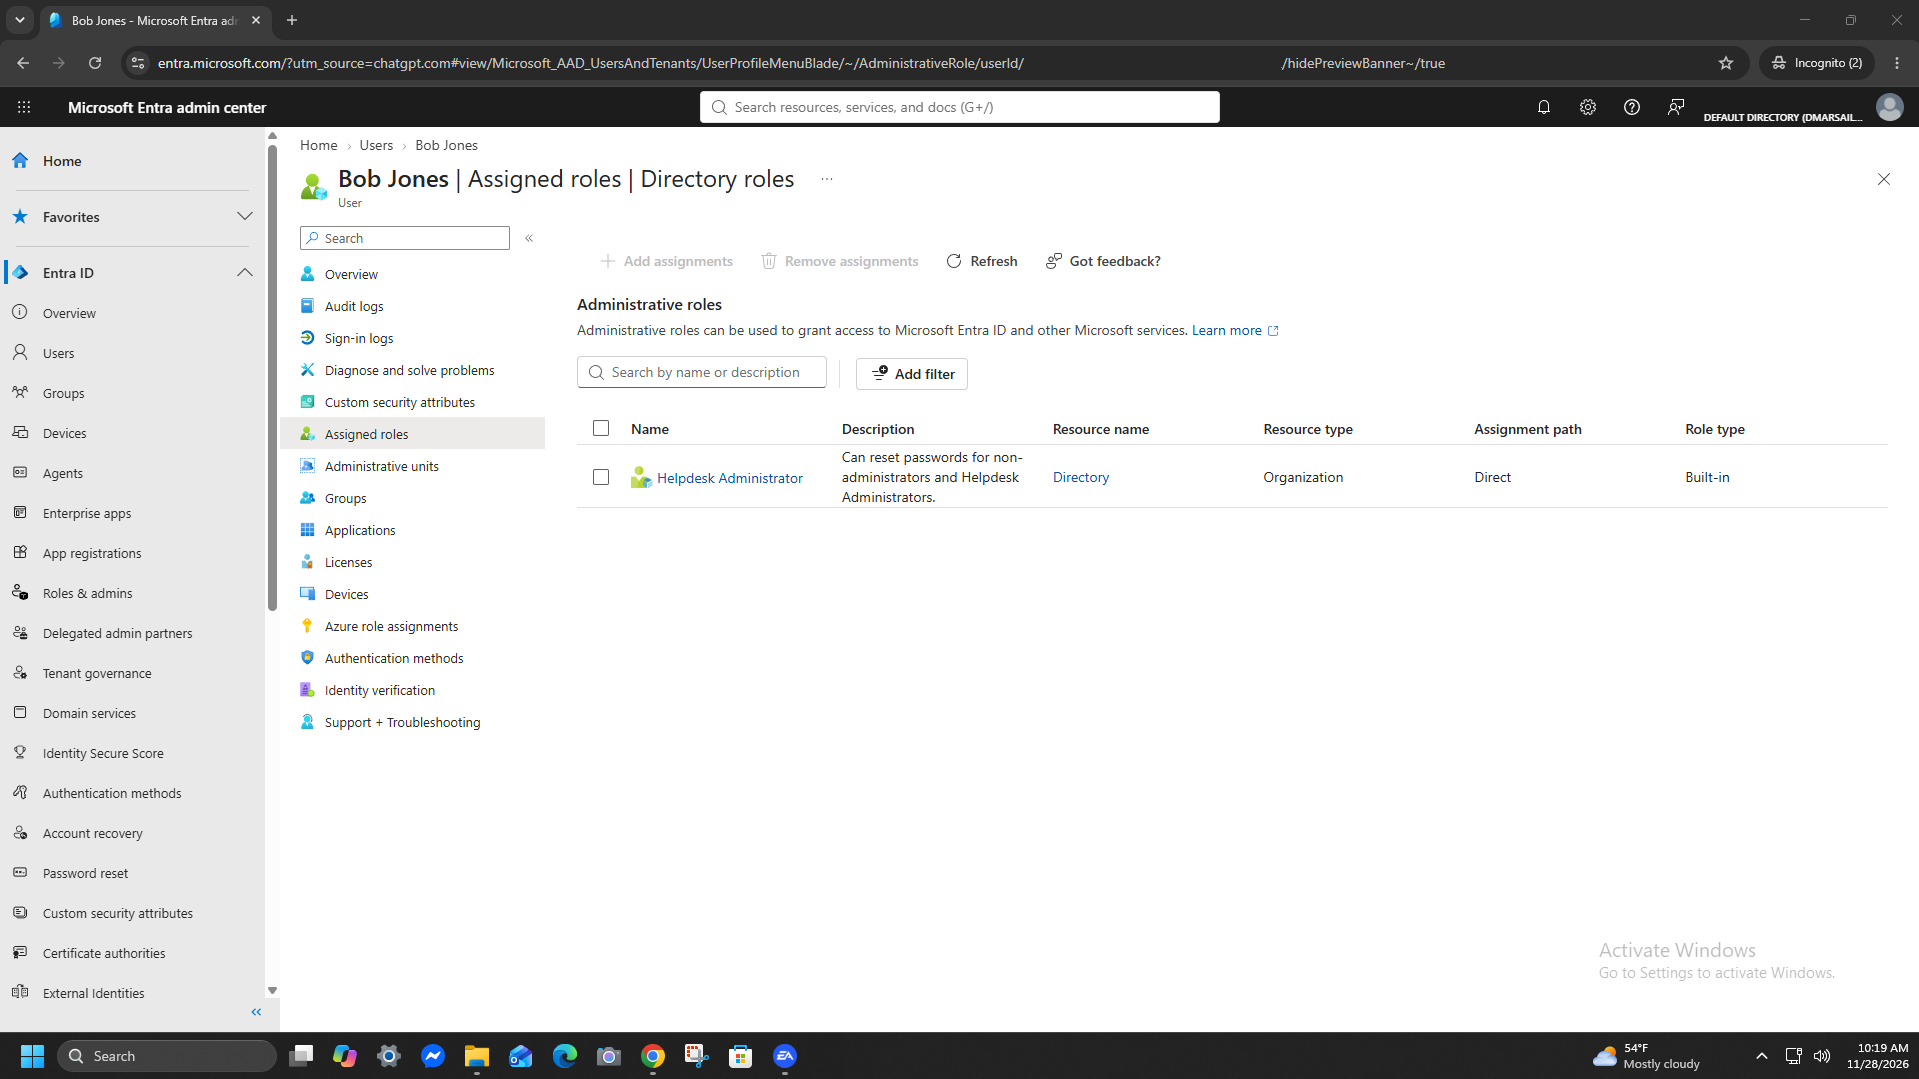 Bob Jones - Microsoft Entra adm
entra.microsoft.com/?utm_source=chatgpt.com#view/Microsoft_AAD_UsersAndTenants/UserProfileMenuBlade/~/AdministrativeRole/userId/ /hidePreviewBanner~/true
Incognito (2)
Microsoft Entra admin center
Search resources, services, and docs (G+/)
DEFAULT DIRECTORY (DMARSAIL...
Home
Favorites
Entra ID
Overview
Users
Groups
Devices
Agents
Enterprise apps
App registrations
Roles & admins
Delegated admin partners
Tenant governance
Domain services
Identity Secure Score
Authentication methods
Account recovery
Password reset
Custom security attributes
Certificate authorities
External Identities
Home › Users › Bob Jones
Bob Jones | Assigned roles | Directory roles ...
User
Search
Overview
Audit logs
Sign-in logs
Diagnose and solve problems
Custom security attributes
Assigned roles
Administrative units
Groups
Applications
Licenses
Devices
Azure role assignments
Authentication methods
Identity verification
Support + Troubleshooting
Add assignments Remove assignments Refresh Got feedback?
Administrative roles
Administrative roles can be used to grant access to Microsoft Entra ID and other Microsoft services. Learn more
Search by name or description
Add filter
Name Description Resource name Resource type Assignment path Role type
Helpdesk Administrator
Can reset passwords for non-
administrators and Helpdesk
Administrators.
Directory Organization Direct Built-in
Activate Windows
Go to Settings to activate Windows.
Search
54°F
Mostly cloudy
10:19 AM
11/28/2026